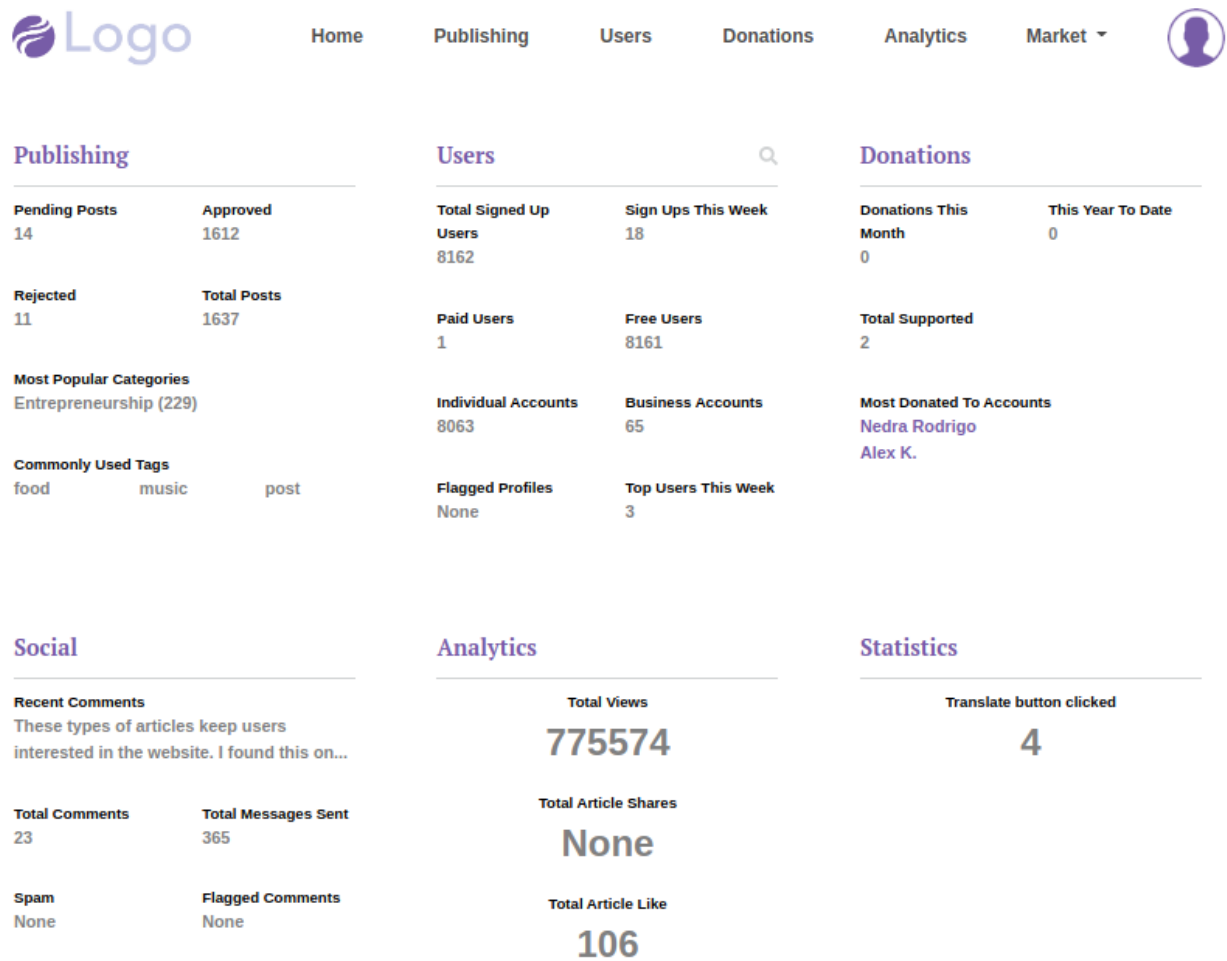 Logo
Home Publishing Users Donations Analytics Market
Publishing
Pending Posts Approved
14 1612
Rejected Total Posts
11 1637
Most Popular Categories
Entrepreneurship (229)
Commonly Used Tags
food music post
Users
Total Signed Up Users
8162
Sign Ups This Week
18
Paid Users Free Users
1 8161
Individual Accounts Business Accounts
8063 65
Flagged Profiles Top Users This Week
None 3
Donations
Donations This Month
0
This Year To Date
0
Total Supported
2
Most Donated To Accounts
Nedra Rodrigo
Alex K.
Social
Recent Comments
These types of articles keep users
interested in the website. I found this on...
Total Comments Total Messages Sent
23 365
Spam Flagged Comments
None None
Analytics
Total Views
775574
Total Article Shares
None
Total Article Like
106
Statistics
Translate button clicked
4